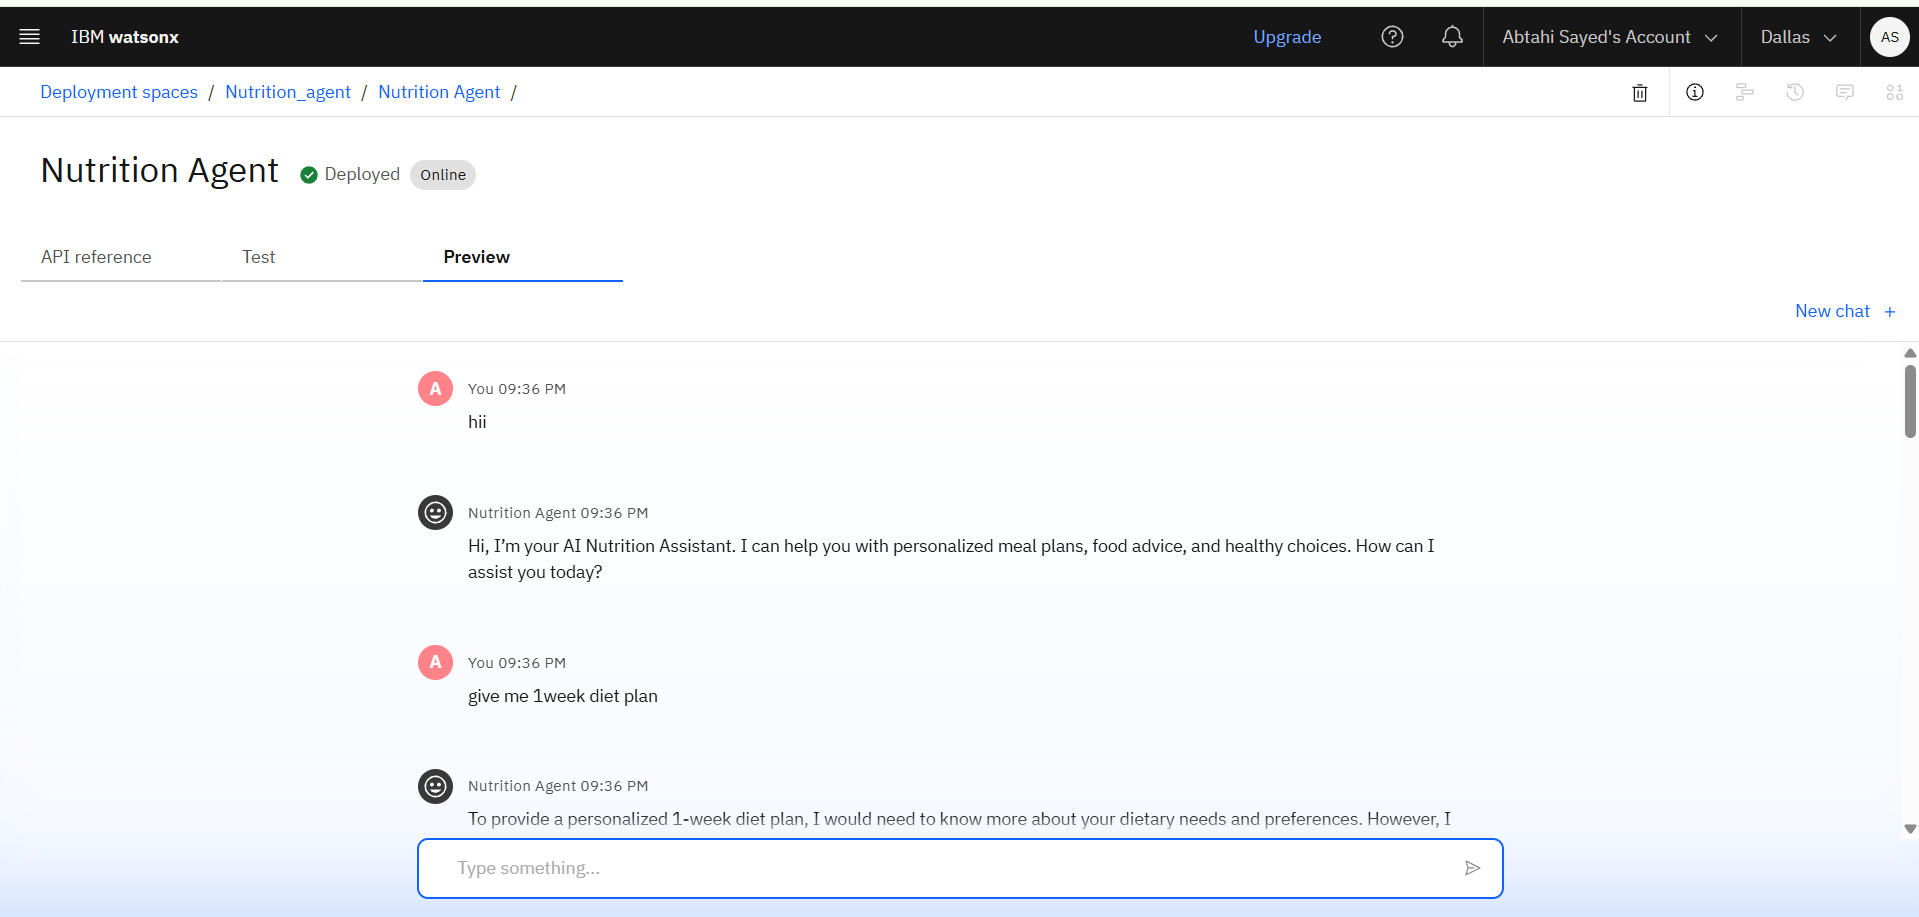 IBM watsonx
Upgrade
Abtahi Sayed's Account
Dallas
AS
Deployment spaces / Nutrition_agent / Nutrition Agent /
Nutrition Agent
Deployed
Online
API reference
Test
Preview
New chat +
A
You 09:36 PM
hii
Nutrition Agent 09:36 PM
Hi, I’m your AI Nutrition Assistant. I can help you with personalized meal plans, food advice, and healthy choices. How can I
assist you today?
A
You 09:36 PM
give me 1week diet plan
Nutrition Agent 09:36 PM
To provide a personalized 1-week diet plan, I would need to know more about your dietary needs and preferences. However, I
Type something...